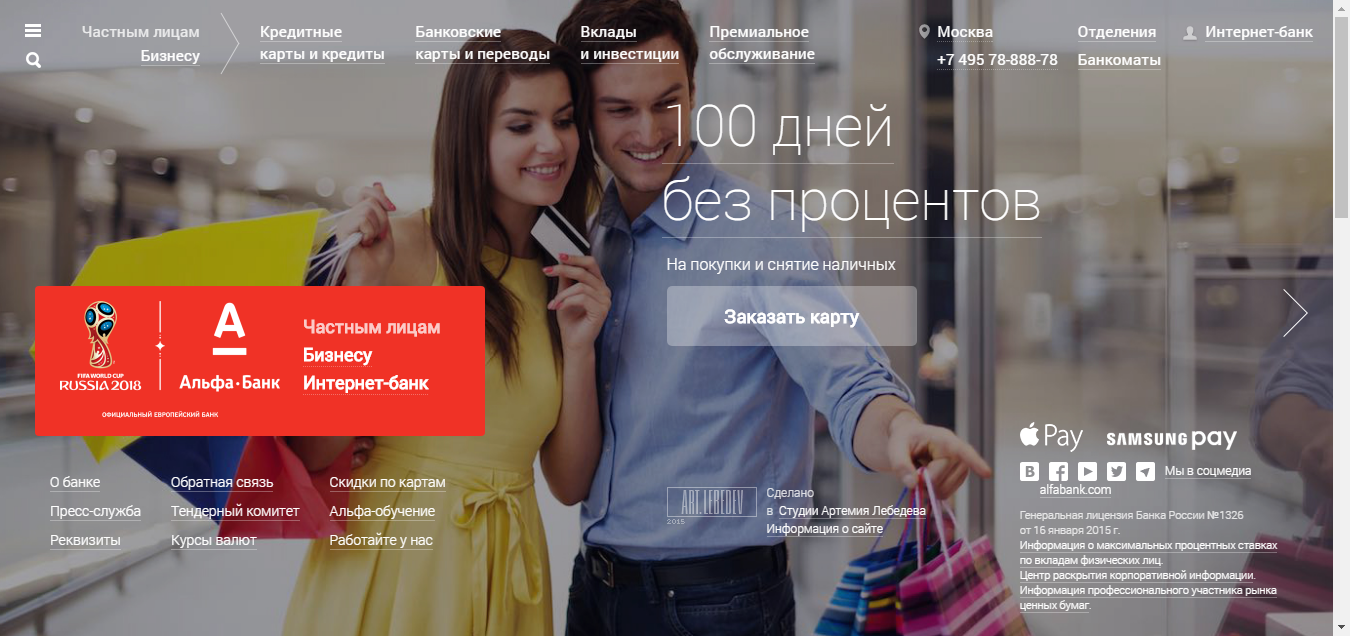 Частным лицам
Бизнесу
Кредитные
карты и кредиты
Банковские
карты и переводы
Вклады
и инвестиции
Премиальное
обслуживание
Москва
+7 495 78-888-78
Отделения
Банкоматы
Интернет-банк
100 дней
без процентов
На покупки и снятие наличных
Заказать карту
FIFA WORLD CUP
RUSSIA 2018
А
Альфа·Банк
ОФИЦИАЛЬНЫЙ ЕВРОПЕЙСКИЙ БАНК
Частным лицам
Бизнесу
Интернет-банк
О банке
Пресс-служба
Реквизиты
Обратная связь
Тендерный комитет
Курсы валют
Скидки по картам
Альфа-обучение
Работайте у нас
ART.LEBEDEV
2015
Сделано
в Студии Артемия Лебедева
Информация о сайте
Pay
SAMSUNG pay
В
Мы в соцмедиа
alfabank.com
Генеральная лицензия Банка России №1326
от 16 января 2015 г.
Информация о максимальных процентных ставках
по вкладам физических лиц.
Центр раскрытия корпоративной информации.
Информация профессионального участника рынка
ценных бумаг.